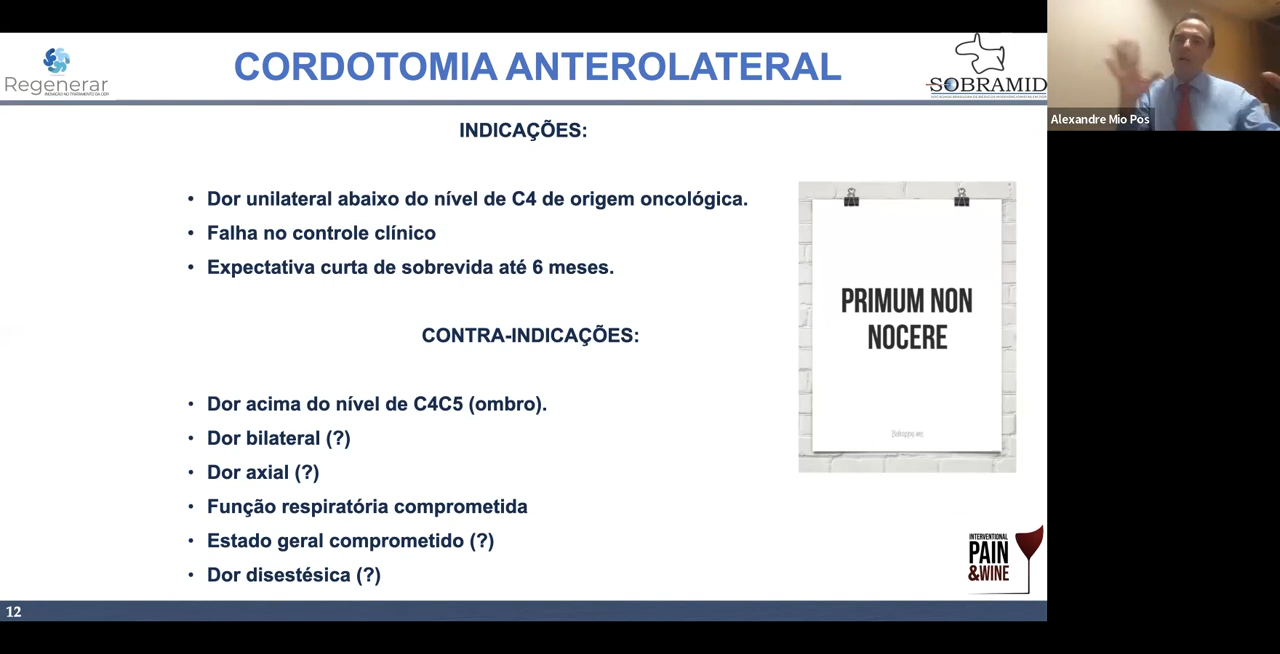 Regenerar
CORDOTOMIA ANTEROLATERAL
SOBRAMID
Alexandre Mio Pos
INDICAÇÕES:
• Dor unilateral abaixo do nível de C4 de origem oncológica.
• Falha no controle clínico
• Expectativa curta de sobrevida até 6 meses.
PRIMUM NON
NOCERE
CONTRA-INDICAÇÕES:
• Dor acima do nível de C4C5 (ombro).
• Dor bilateral (?)
• Dor axial (?)
• Função respiratória comprometida
• Estado geral comprometido (?)
• Dor disestésica (?)
INTERVENTIONAL
PAIN
&WINE
12